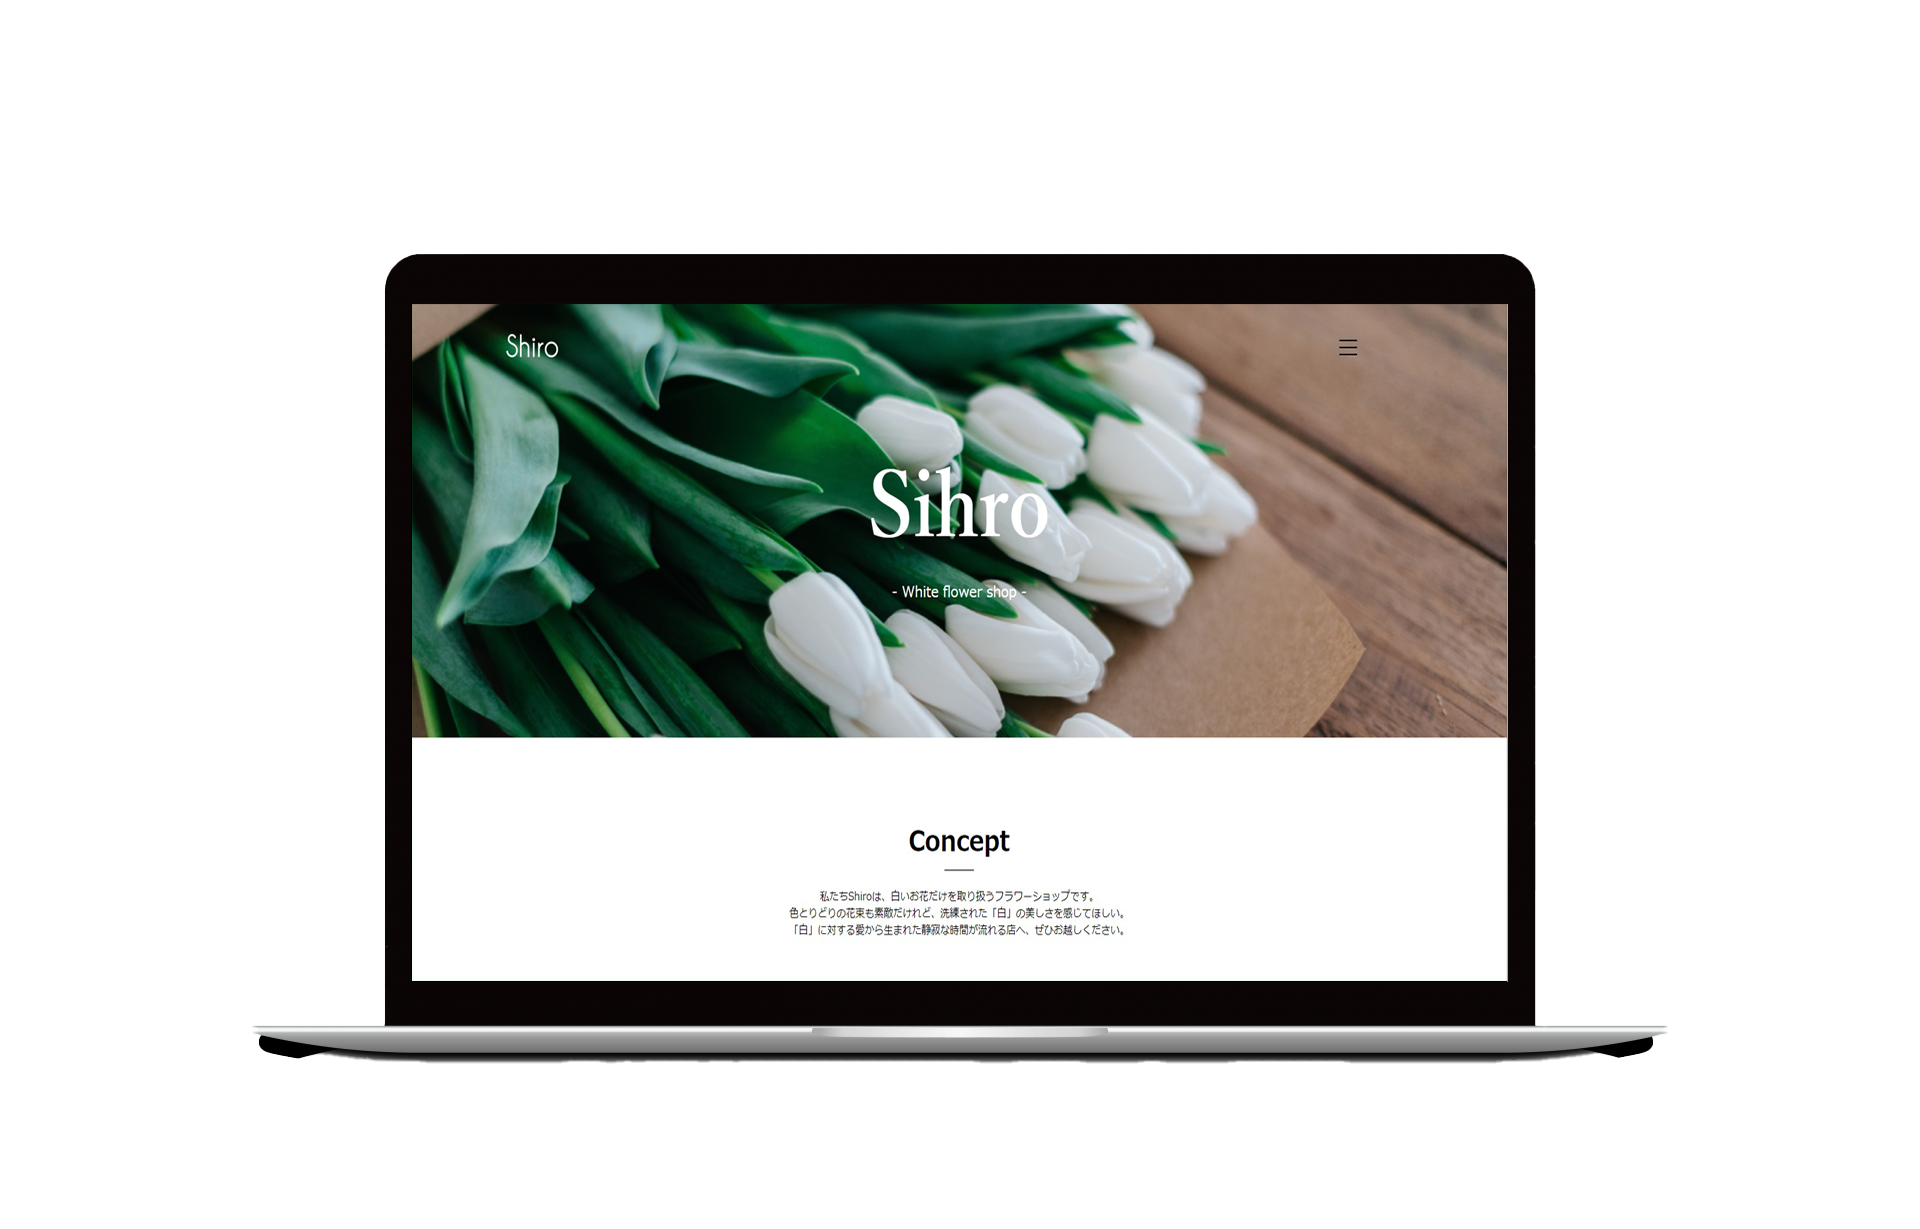 Shiro
Sihro
- White flower shop -
Concept
私たちShiroは、白いお花だけを取り扱うフラワーショップです。
色とりどりの花束も素敵だけれど、洗練された「白」の美しさを感じてほしい。
「白」に対する愛から生まれた静寂な時間が流れる店へ、ぜひお越しください。